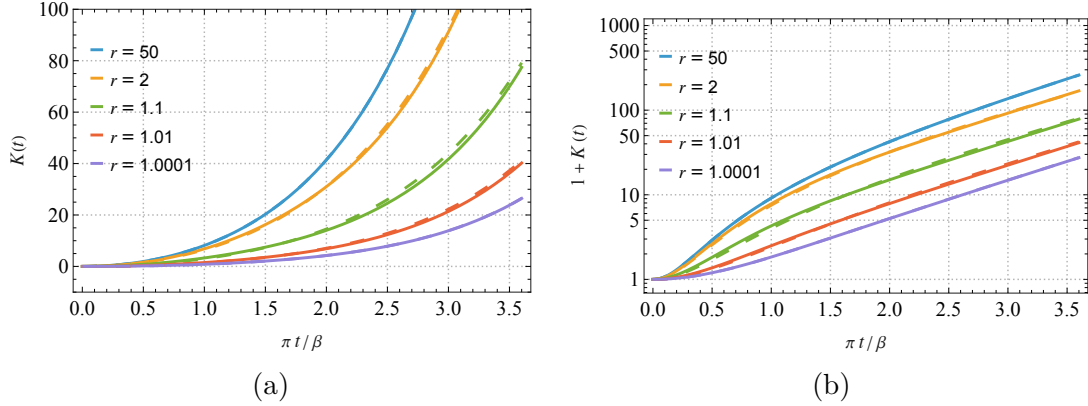 100
80
60
40
20
0
K(t)
r = 50
r = 2
r = 1.1
r = 1.01
r = 1.0001
0.0 0.5 1.0 1.5 2.0 2.5 3.0 3.5
π t / β
(a)
1000
500
100
50
10
5
1
1 + K (t)
r = 50
r = 2
r = 1.1
r = 1.01
r = 1.0001
0.0 0.5 1.0 1.5 2.0 2.5 3.0 3.5
π t / β
(b)